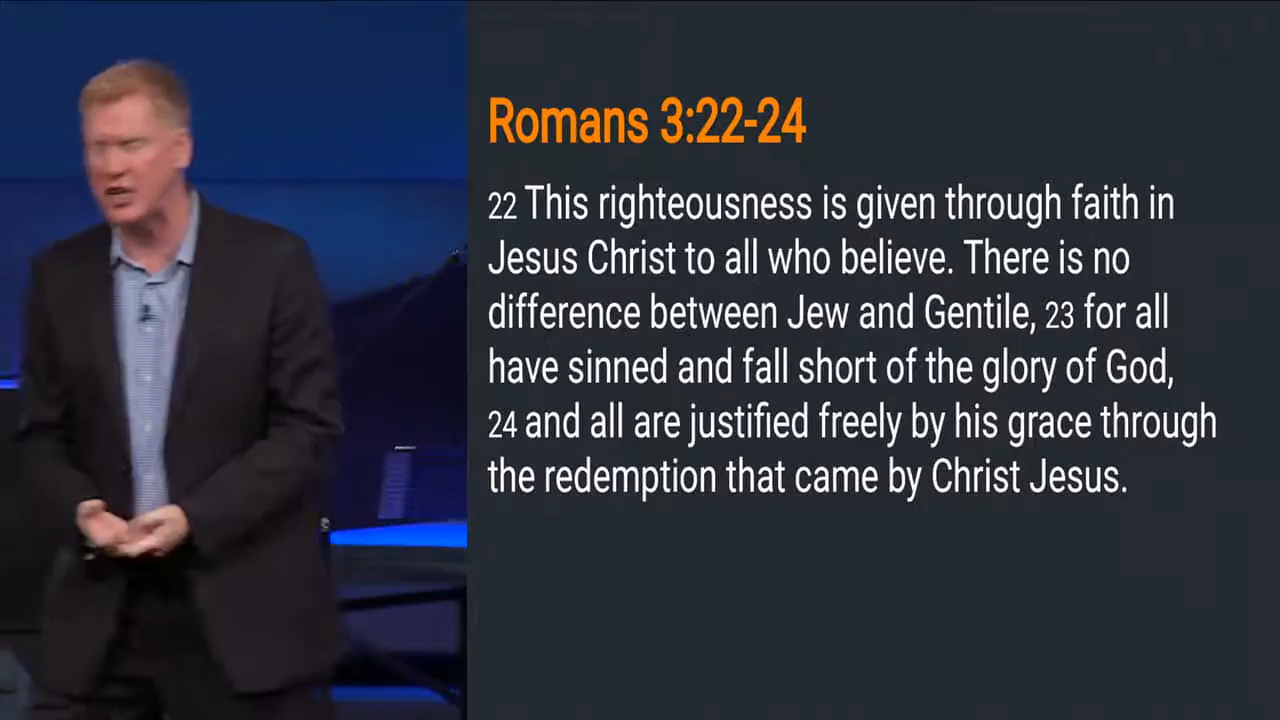 Romans 3:22-24
22 This righteousness is given through faith in
Jesus Christ to all who believe. There is no
difference between Jew and Gentile, 23 for all
have sinned and fall short of the glory of God,
24 and all are justified freely by his grace through
the redemption that came by Christ Jesus.